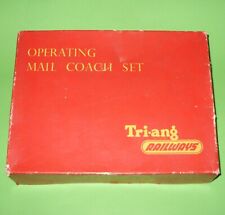 OPERATING
MAIL COACH SET
Tri-ang
RAILWAYS